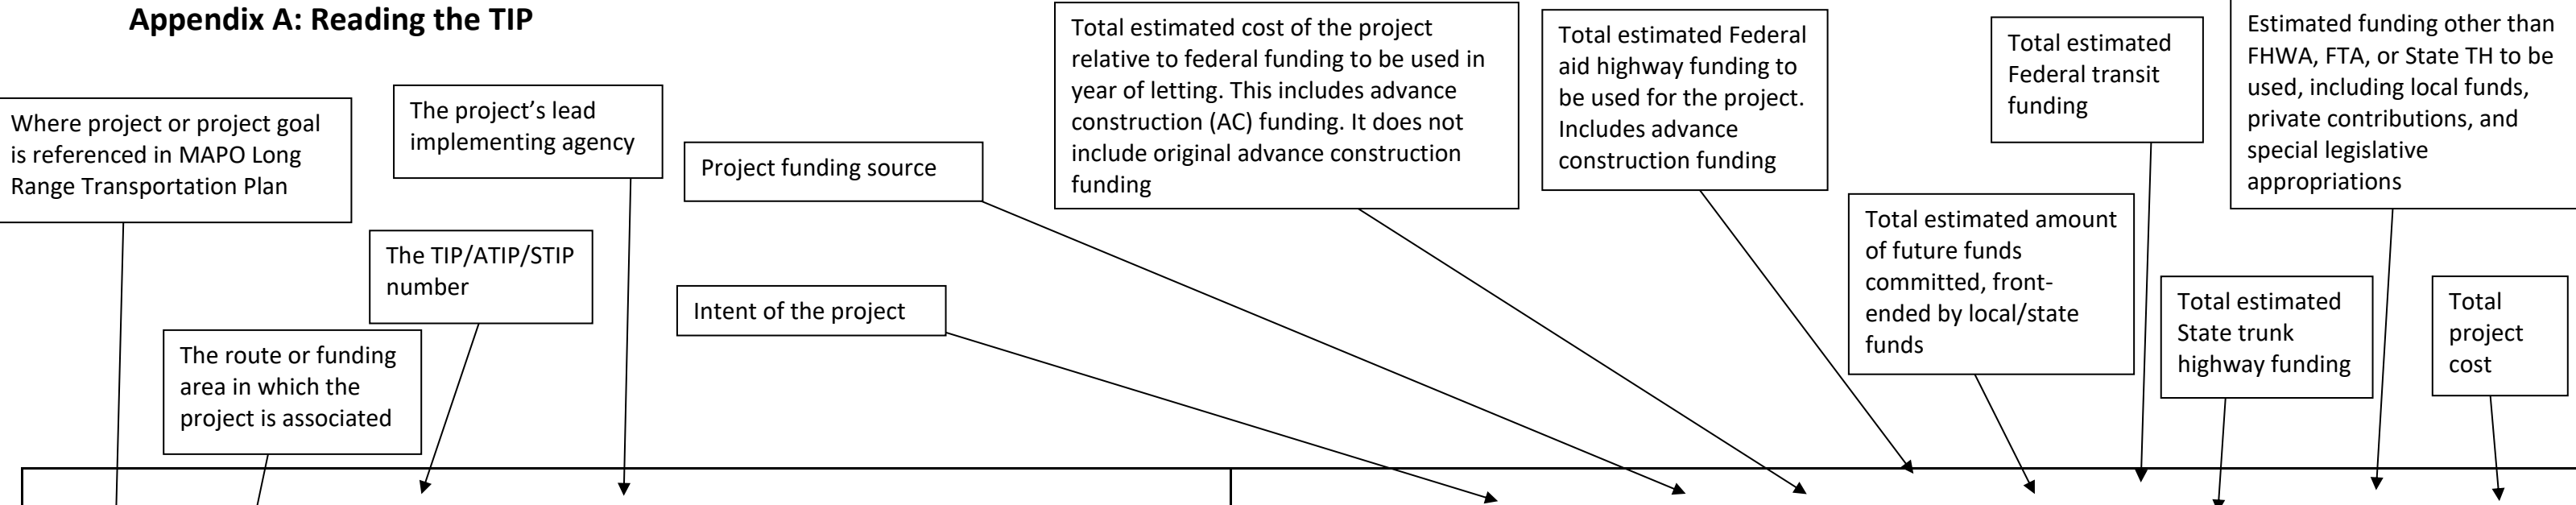 Appendix A: Reading the TIP
Where project or project goal
is referenced in MAPO Long
Range Transportation Plan
The route or funding
area in which the
project is associated
The TIP/ATIP/STIP
number
The project's lead
implementing agency
Project funding source
Intent of the project
Total estimated cost of the project
relative to federal funding to be used in
year of letting. This includes advance
construction (AC) funding. It does not
include original advance construction
funding
Total estimated Federal
aid highway funding to
be used for the project.
Includes advance
construction funding
Total estimated amount
of future funds
committed, front-
ended by local/state
funds
Total estimated
Federal transit
funding
Total estimated
State trunk
highway funding
Estimated funding other than
FHWA, FTA, or State TH to be
used, including local funds,
private contributions, and
special legislative
appropriations
Total
project
cost